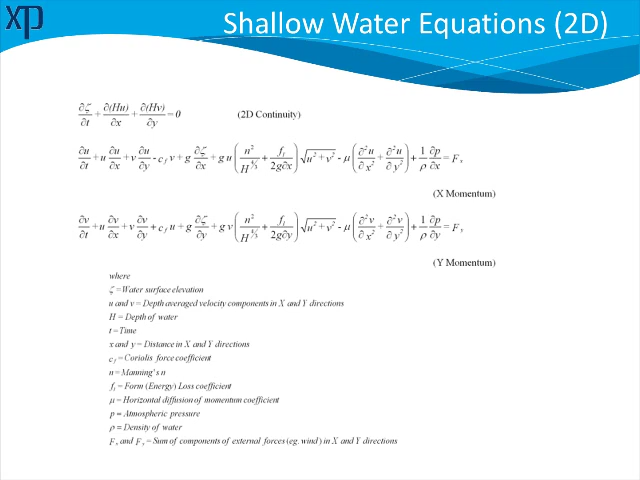 XP
Shallow Water Equations (2D)
∂ζ/∂t + ∂(Hu)/∂x + ∂(Hv)/∂y = 0 (2D Continuity)
∂u/∂t + u ∂u/∂x + v ∂u/∂y - c_f v + g ∂ζ/∂x + g u (n²/H^(4/3) + f_l/(2g∂x)) √(u² + v²) - μ (∂²u/∂x² + ∂²u/∂y²) + 1/ρ ∂p/∂x = F_x
(X Momentum)
∂v/∂t + u ∂v/∂x + v ∂v/∂y + c_f u + g ∂ζ/∂y + g v (n²/H^(4/3) + f_l/(2g∂y)) √(u² + v²) - μ (∂²v/∂x² + ∂²v/∂y²) + 1/ρ ∂p/∂y = F_y
(Y Momentum)
where
ζ = Water surface elevation
u and v = Depth averaged velocity components in X and Y directions
H = Depth of water
t = Time
x and y = Distance in X and Y directions
c_f = Coriolis force coefficient
n = Manning's n
f_l = Form (Energy) Loss coefficient
μ = Horizontal diffusion of momentum coefficient
p = Atmospheric pressure
ρ = Density of water
F_x and F_y = Sum of components of external forces (eg. wind) in X and Y directions